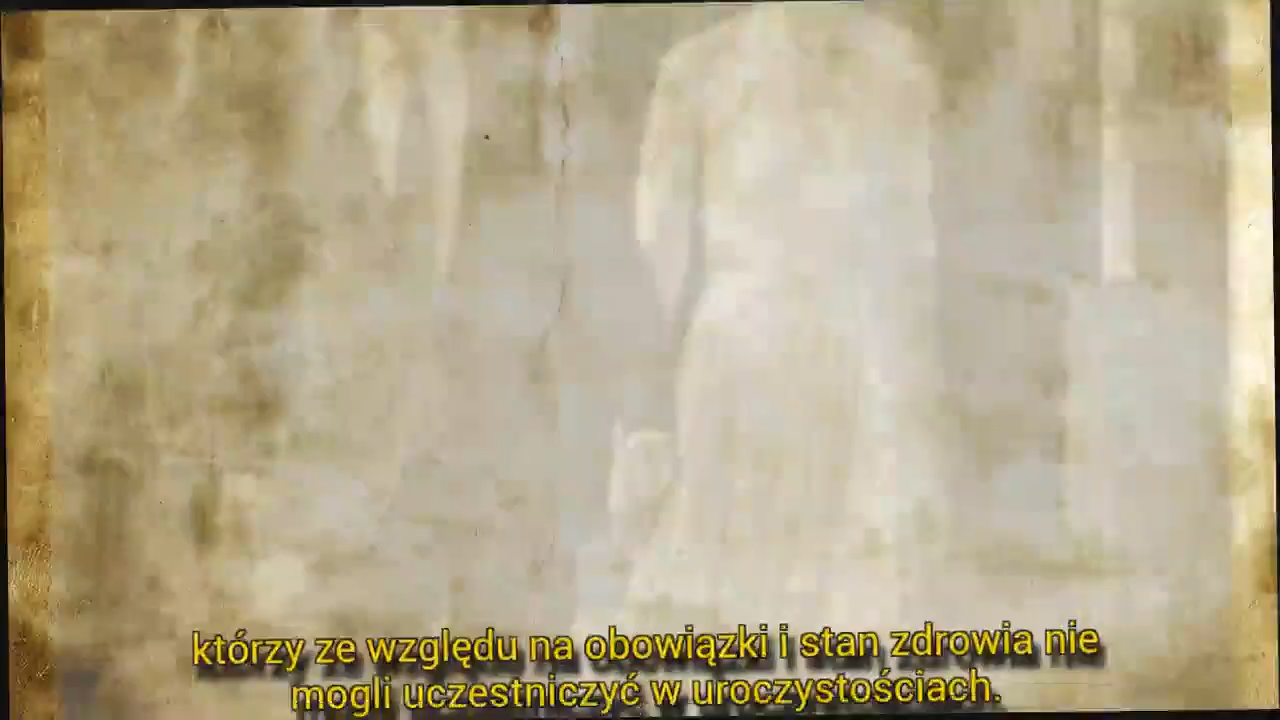 którzy ze względu na obowiązki i stan zdrowia nie
mogli uczestniczyć w uroczystościach.